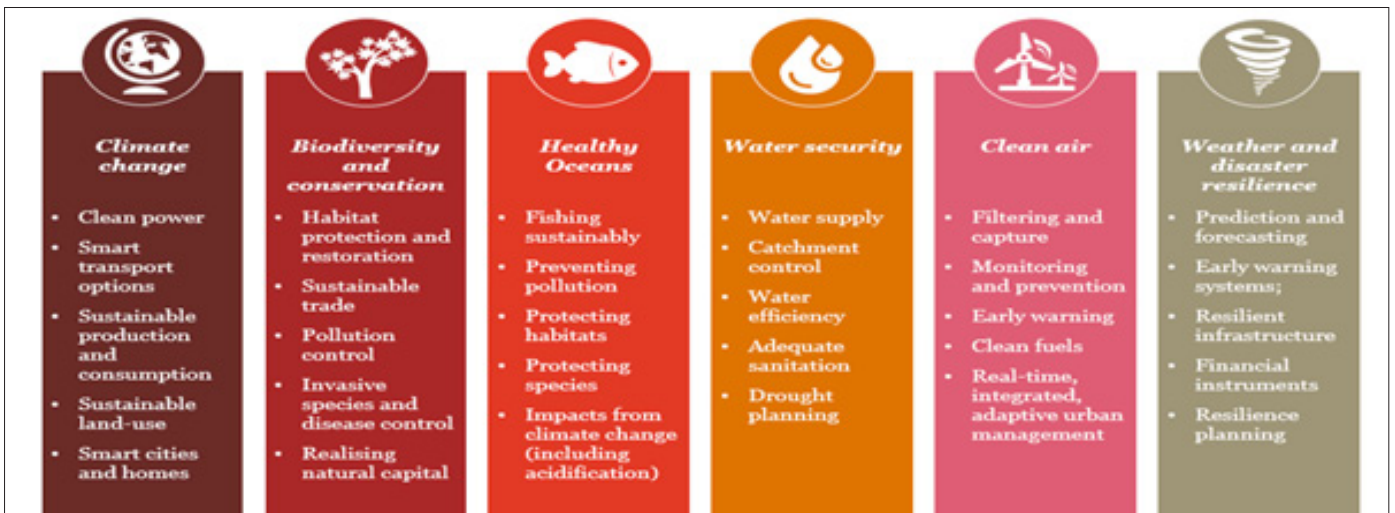 Climate
change
• Clean power
• Smart
transport
options
• Sustainable
production
and
consumption
• Sustainable
land-use
• Smart cities
and homes
Biodiversity
and
conservation
• Habitat
protection and
restoration
• Sustainable
trade
• Pollution
control
• Invasive
species and
disease control
• Realising
natural capital
Healthy
Oceans
• Fishing
sustainably
• Preventing
pollution
• Protecting
habitats
• Protecting
species
• Impacts from
climate change
(including
acidification)
Water security
• Water supply
• Catchment
control
• Water
efficiency
• Adequate
sanitation
• Drought
planning
Clean air
• Filtering and
capture
• Monitoring
and prevention
• Early warning
• Clean fuels
• Real-time,
integrated,
adaptive urban
management
Weather and
disaster
resilience
• Prediction and
forecasting
• Early warning
systems;
• Resilient
infrastructure
• Financial
instruments
• Resilience
planning